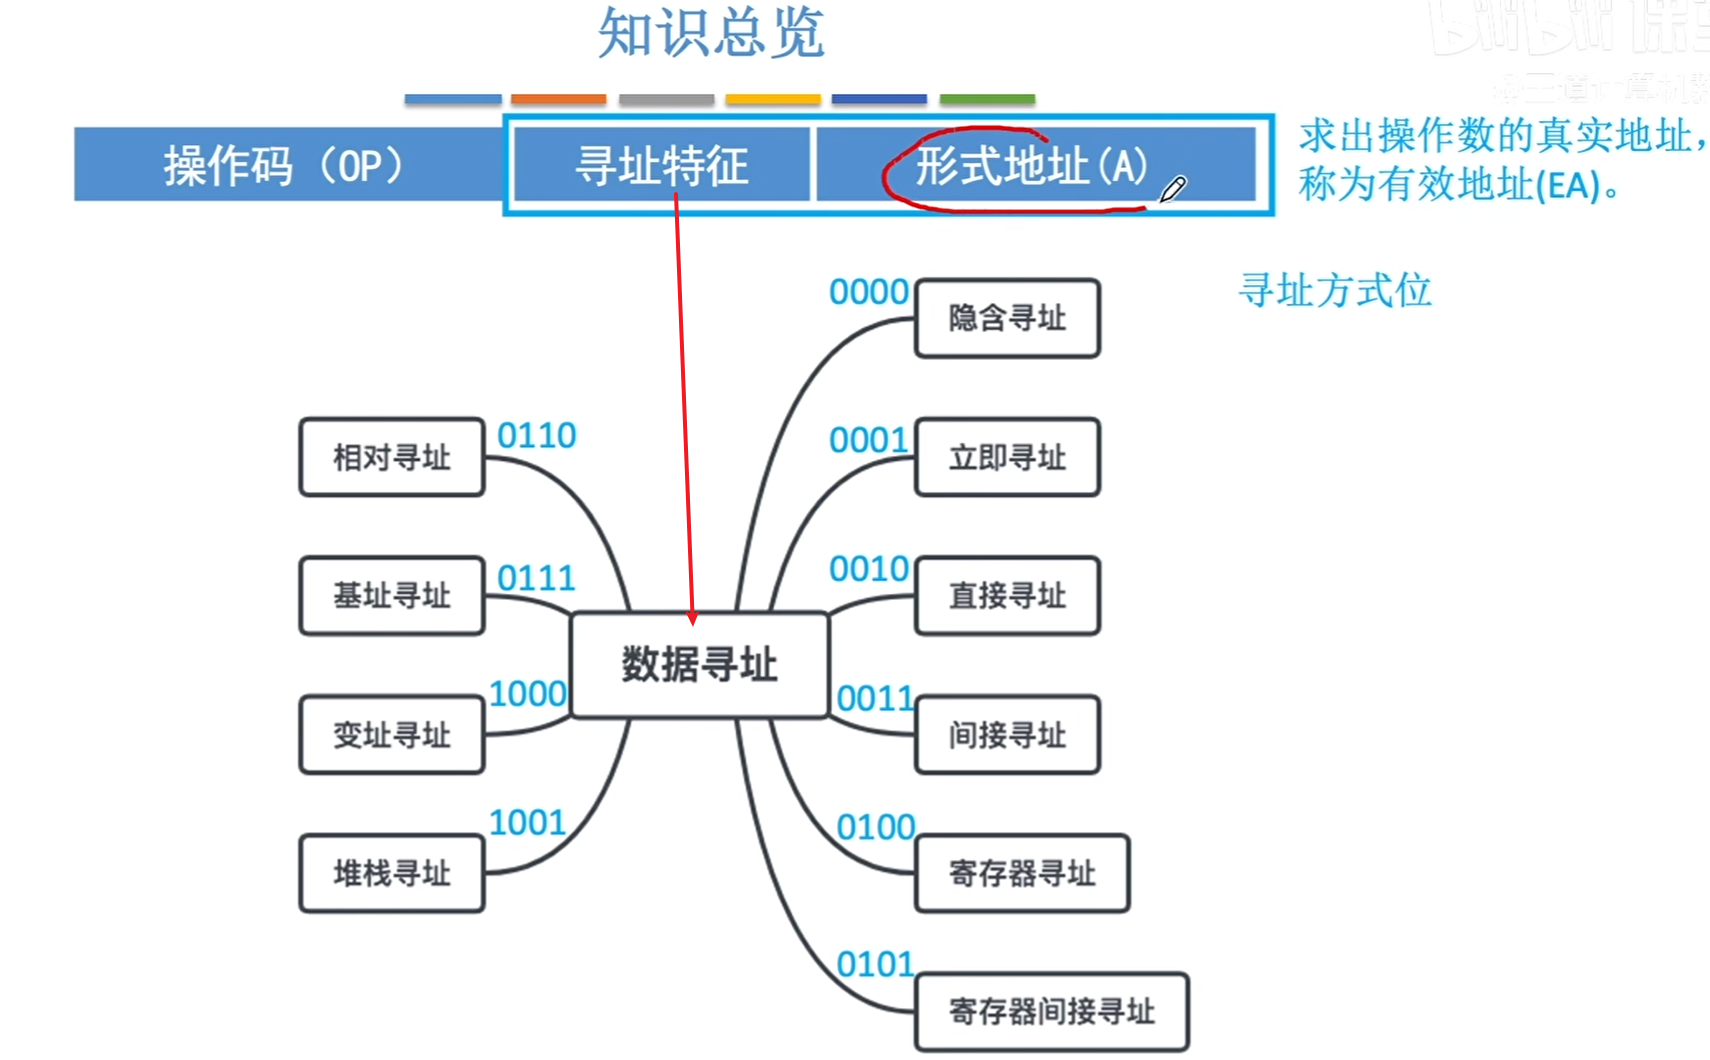 知识总览
bilibili 课
操作码（OP）
寻址特征
形式地址(A)
求出操作数的真实地址，
称为有效地址(EA)。
寻址方式位
0000
隐含寻址
0110
相对寻址
0001
立即寻址
0111
基址寻址
0010
直接寻址
数据寻址
1000
变址寻址
0011
间接寻址
1001
堆栈寻址
0100
寄存器寻址
0101
寄存器间接寻址